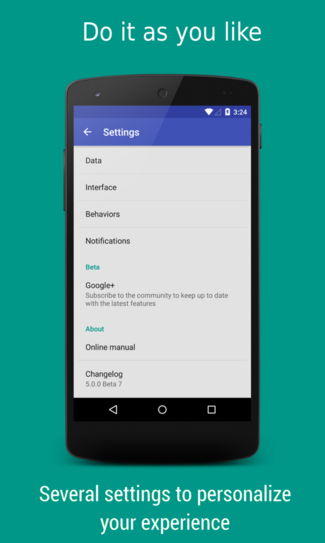 Do it as you like
3:24
Settings
Data
Interface
Behaviors
Notifications
Beta
Google+
Subscribe to the community to keep up to date
with the latest features
About
Online manual
Changelog
5.0.0 Beta 7
Several settings to personalize
your experience